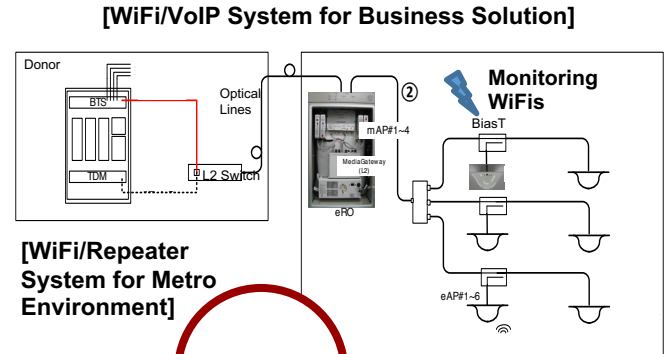 [WiFi/VoIP System for Business Solution]
Donor
BTS
TDM
Optical
Lines
L2 Switch
②
mAP#1~4
MediaGateway
(L2)
eRO
Monitoring
WiFis
BiasT
eAP#1~6
[WiFi/Repeater
System for Metro
Environment]